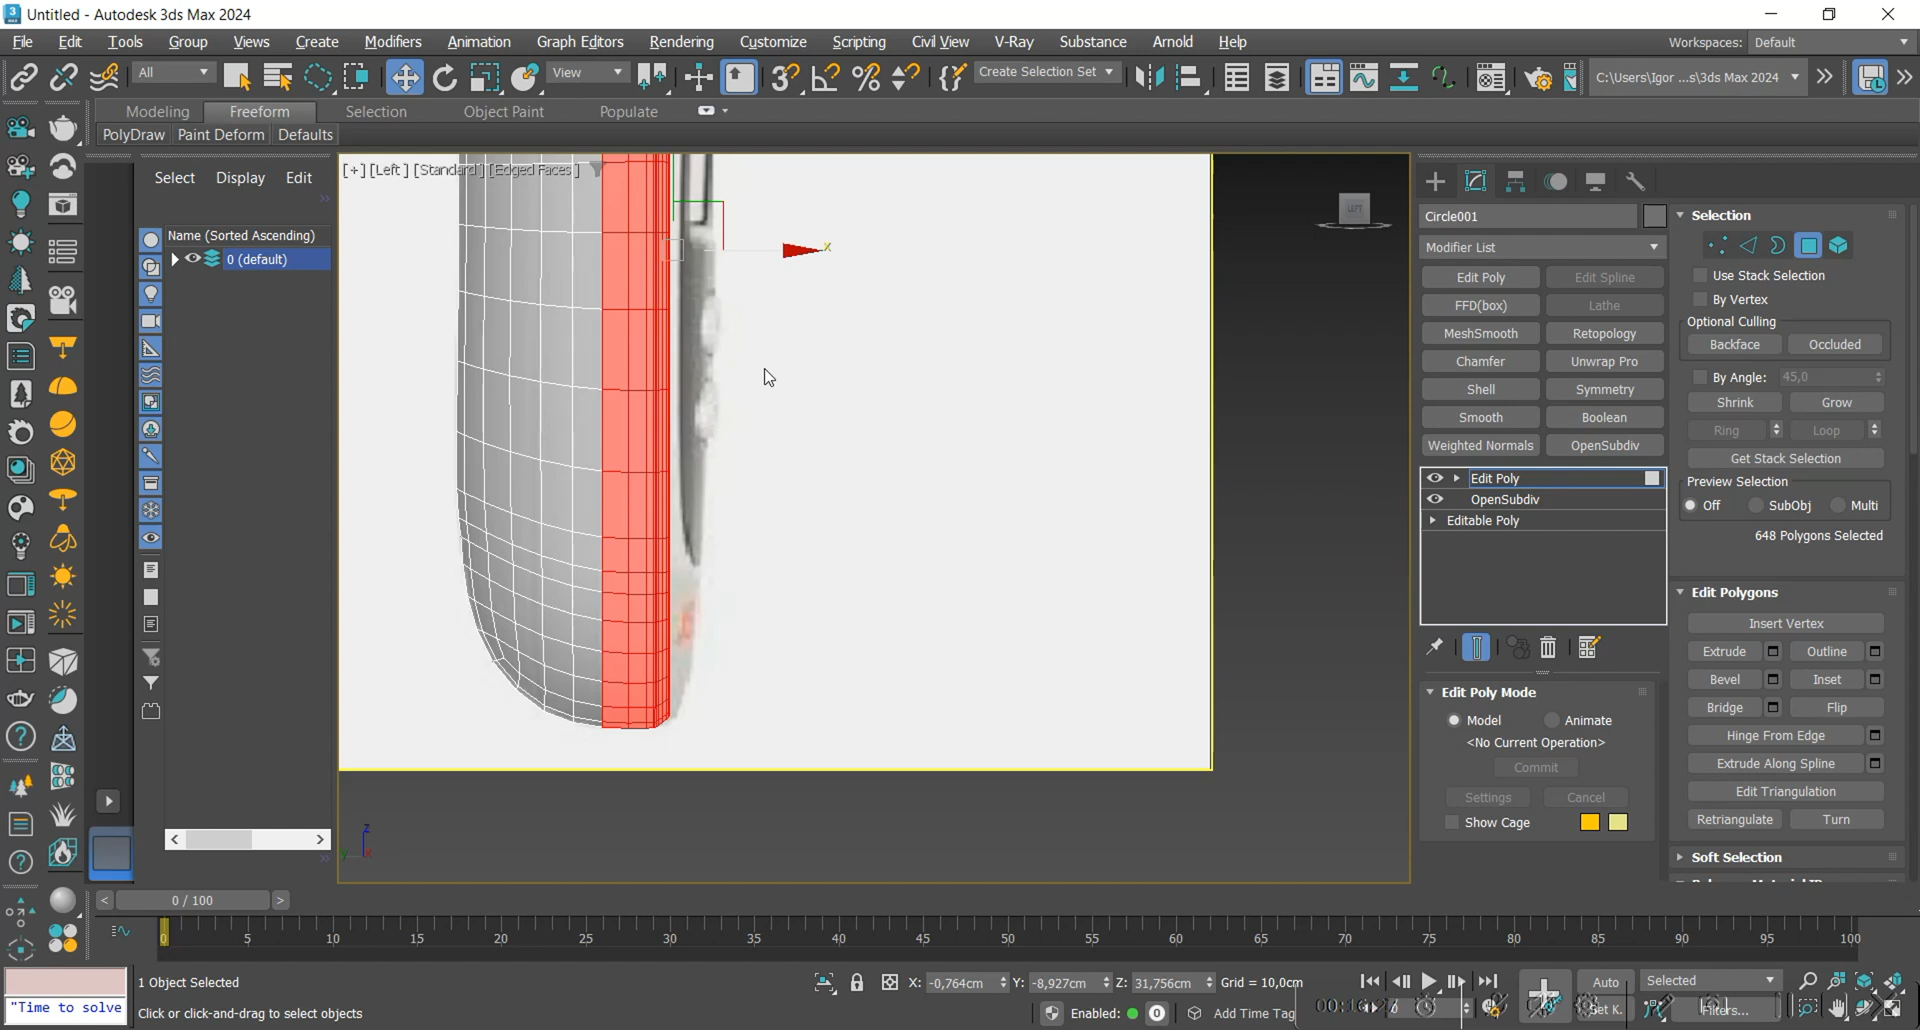 Untitled - Autodesk 3ds Max 2024
File Edit Tools Group Views Create Modifiers Animation Graph Editors Rendering Customize Scripting Civil View V-Ray Substance Arnold Help
Workspaces: Default
All
View
Create Selection Set
C:\Users\Igor ...s\3ds Max 2024
Modeling Freeform Selection Object Paint Populate
PolyDraw Paint Deform Defaults
Select Display Edit
Name (Sorted Ascending)
0 (default)
[+] [Left ] [Standard ] [Edged Faces ]
x
LEFT
z
y x
Circle001
Modifier List
Edit Poly Edit Spline
FFD(box) Lathe
MeshSmooth Retopology
Chamfer Unwrap Pro
Shell Symmetry
Smooth Boolean
Weighted Normals OpenSubdiv
Edit Poly
OpenSubdiv
Editable Poly
Edit Poly Mode
Model Animate
<No Current Operation>
Commit
Settings Cancel
Show Cage
Selection
Use Stack Selection
By Vertex
Optional Culling
Backface Occluded
By Angle: 45,0
Shrink Grow
Ring Loop
Get Stack Selection
Preview Selection
Off SubObj Multi
648 Polygons Selected
Edit Polygons
Insert Vertex
Extrude Outline
Bevel Inset
Bridge Flip
Hinge From Edge
Extrude Along Spline
Edit Triangulation
Retriangulate Turn
Soft Selection
< 0 / 100 >
0 5 10 15 20 25 30 35 40 45 50 55 60 65 70 75 80 85 90 95 100
"Time to solve
1 Object Selected
Click or click-and-drag to select objects
X: -0,764cm Y: -8,927cm Z: 31,756cm Grid = 10,0cm
Enabled: 0 Add Time Tag
Auto Selected
Set K. Filters...